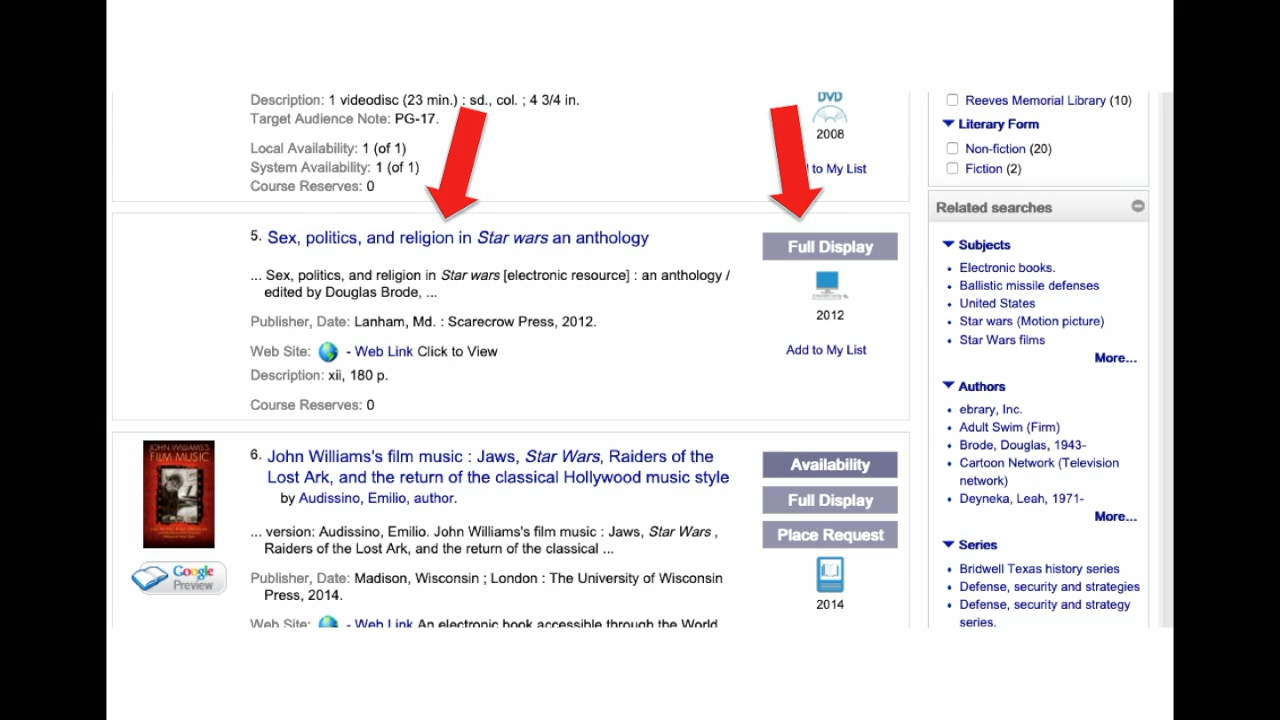 Description: 1 videodisc (23 min.) : sd., col. ; 4 3/4 in.
Target Audience Note: PG-17.
Local Availability: 1 (of 1)
System Availability: 1 (of 1)
Course Reserves: 0
DVD
2008
to My List
5. Sex, politics, and religion in Star wars an anthology
... Sex, politics, and religion in Star wars [electronic resource] : an anthology /
edited by Douglas Brode, ...
Publisher, Date: Lanham, Md. : Scarecrow Press, 2012.
Web Site: - Web Link Click to View
Description: xii, 180 p.
Course Reserves: 0
Full Display
2012
Add to My List
JOHN WILLIAMS'S
FILM MUSIC
Google
Preview
6. John Williams's film music : Jaws, Star Wars, Raiders of the
Lost Ark, and the return of the classical Hollywood music style
by Audissino, Emilio, author.
... version: Audissino, Emilio. John Williams's film music : Jaws, Star Wars ,
Raiders of the Lost Ark, and the return of the classical ...
Publisher, Date: Madison, Wisconsin ; London : The University of Wisconsin
Press, 2014.
Web Site: - Web Link An electronic book accessible through the World
Availability
Full Display
Place Request
2014
Reeves Memorial Library (10)
Literary Form
Non-fiction (20)
Fiction (2)
Related searches
Subjects
Electronic books.
Ballistic missile defenses
United States
Star wars (Motion picture)
Star Wars films
More...
Authors
ebrary, Inc.
Adult Swim (Firm)
Brode, Douglas, 1943-
Cartoon Network (Television
network)
Deyneka, Leah, 1971-
More...
Series
Bridwell Texas history series
Defense, security and strategies
Defense, security and strategy
series.